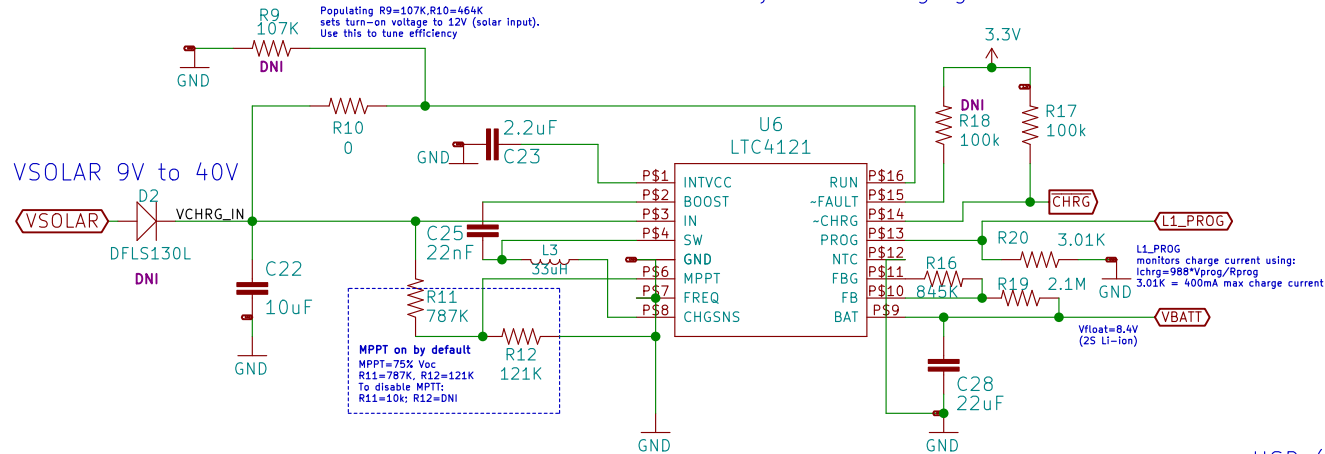 R9
107K
DNI
GND
Populating R9=107K,R10=464K
sets turn-on voltage to 12V (solar input).
Use this to tune efficiency
R10
0
2.2uF
C23
GND
U6
LTC4121
3.3V
DNI
R18
100k
R17
100k
VSOLAR 9V to 40V
D2
VSOLAR
VCHRG_IN
DFLS130L
DNI
C22
10uF
GND
C25
22nF
L3
33uH
R11
787K
R12
121K
MPPT on by default
MPPT=75% Voc
R11=787K, R12=121K
To disable MPTT:
R11=10k; R12=DNI
GND
P$1 INTVCC
P$2 BOOST
P$3 IN
P$4 SW
GND
P$6 MPPT
P$7 FREQ
P$8 CHGSNS
RUN P$16
~FAULT P$15
~CHRG P$14
PROG P$13
NTC P$12
FBG P$11
FB P$10
BAT P$9
CHRG
L1_PROG
R20
3.01K
GND
L1_PROG
monitors charge current using:
Ichrg=988*Vprog/Rprog
3.01K = 400mA max charge current
R16
845K
R19
2.1M
VBATT
Vfloat=8.4V
(2S Li-ion)
C28
22uF
GND